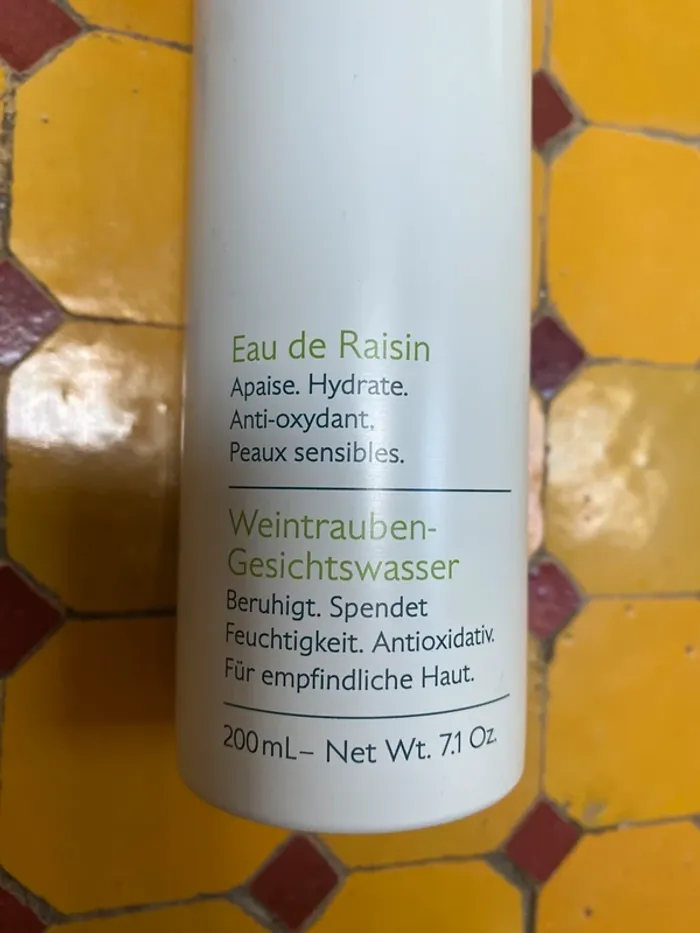 Eau de Raisin
Apaise. Hydrate.
Anti-oxydant,
Peaux sensibles.
Weintrauben-
Gesichtswasser
Beruhigt. Spendet
Feuchtigkeit. Antioxidativ.
Für empfindliche Haut.
200mL– Net Wt. 7.1 Oz.